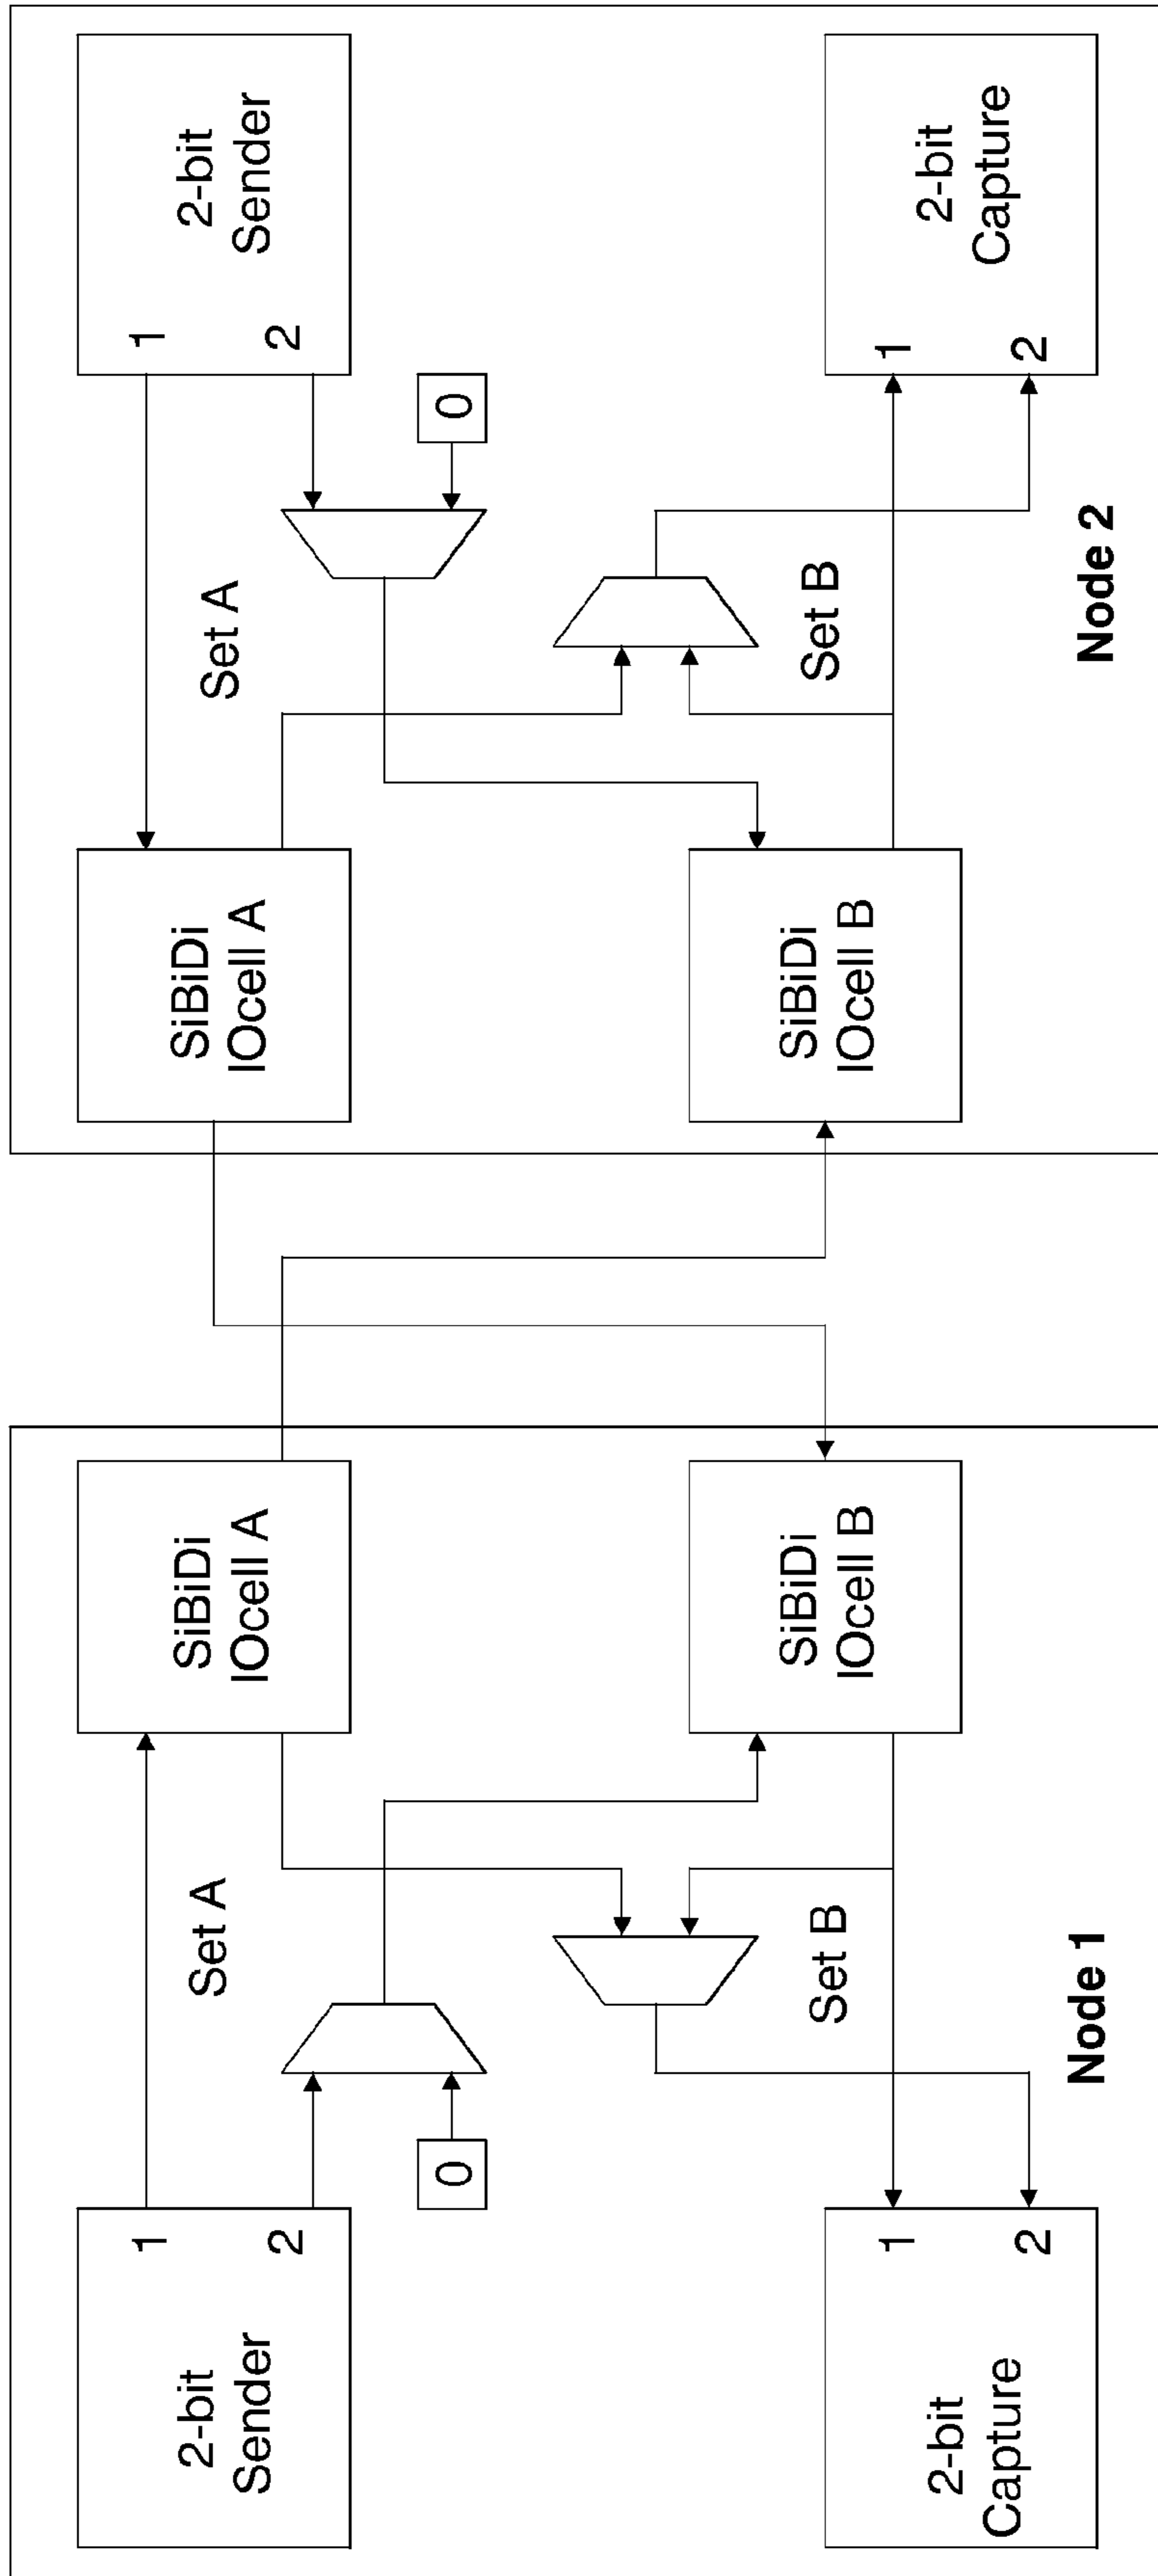 2-bit
Sender
1
2
0
Set A
SiBiDi
IOcell A
SiBiDi
IOcell B
Set B
2-bit
Capture
1
2
Node 1
SiBiDi
IOcell A
Set A
2-bit
Sender
1
2
0
SiBiDi
IOcell B
Set B
2-bit
Capture
1
2
Node 2